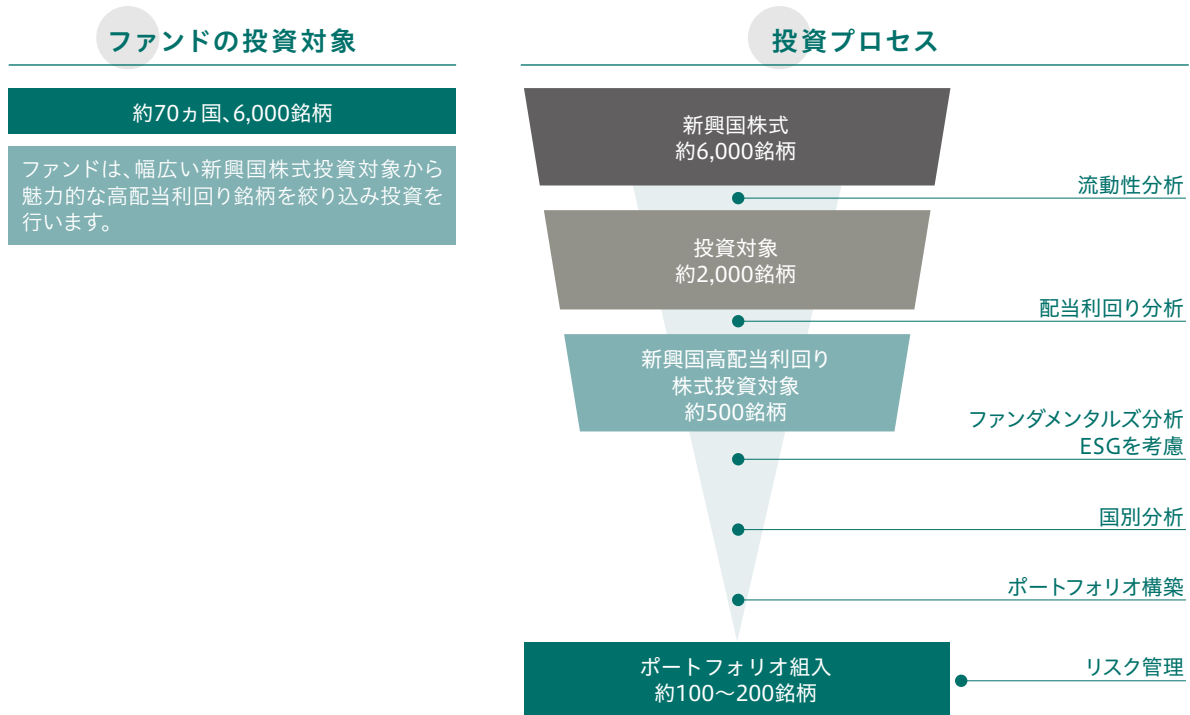 ファンドの投資対象
約70ヵ国、6,000銘柄
ファンドは、幅広い新興国株式投資対象から
魅力的な高配当利回り銘柄を絞り込み投資を
行います。
投資プロセス
新興国株式
約6,000銘柄
流動性分析
投資対象
約2,000銘柄
配当利回り分析
新興国高配当利回り
株式投資対象
約500銘柄
ファンダメンタルズ分析
ESGを考慮
国別分析
ポートフォリオ構築
ポートフォリオ組入
約100～200銘柄
リスク管理